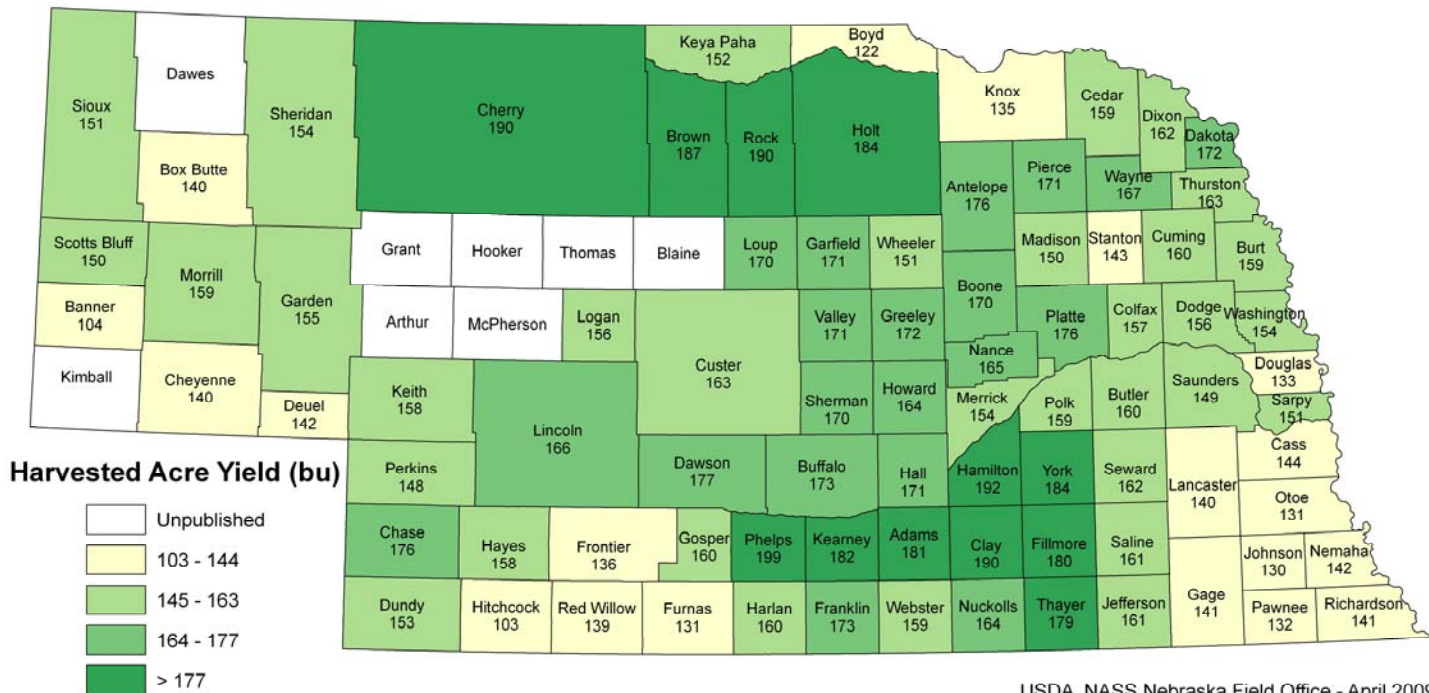 Dawes
Sioux
151
Sheridan
154
Box Butte
140
Cherry
190
Keya Paha
152
Boyd
122
Brown
187
Rock
190
Holt
184
Knox
135
Cedar
159
Dixon
162
Dakota
172
Antelope
176
Pierce
171
Wayne
167
Thurston
163
Scotts Bluff
150
Morrill
159
Garden
155
Banner
104
Kimball
Cheyenne
140
Deuel
142
Grant
Hooker
Thomas
Blaine
Loup
170
Garfield
171
Wheeler
151
Madison
150
Stanton
143
Cuming
160
Burt
159
Arthur
McPherson
Logan
156
Custer
163
Valley
171
Greeley
172
Boone
170
Platte
176
Colfax
157
Dodge
156
Washington
154
Nance
165
Douglas
133
Sarpy
151
Keith
158
Lincoln
166
Sherman
170
Howard
164
Merrick
154
Polk
159
Butler
160
Saunders
149
Perkins
148
Dawson
177
Buffalo
173
Hall
171
Hamilton
192
York
184
Seward
162
Lancaster
140
Cass
144
Otoe
131
Chase
176
Hayes
158
Frontier
136
Gosper
160
Phelps
199
Kearney
182
Adams
181
Clay
190
Fillmore
180
Saline
161
Johnson
130
Nemaha
142
Dundy
153
Hitchcock
103
Red Willow
139
Furnas
131
Harlan
160
Franklin
173
Webster
159
Nuckolls
164
Thayer
179
Jefferson
161
Gage
141
Pawnee
132
Richardson
141
Harvested Acre Yield (bu)
Unpublished
103 - 144
145 - 163
164 - 177
> 177
USDA, NASS Nebraska Field Office - April 2009